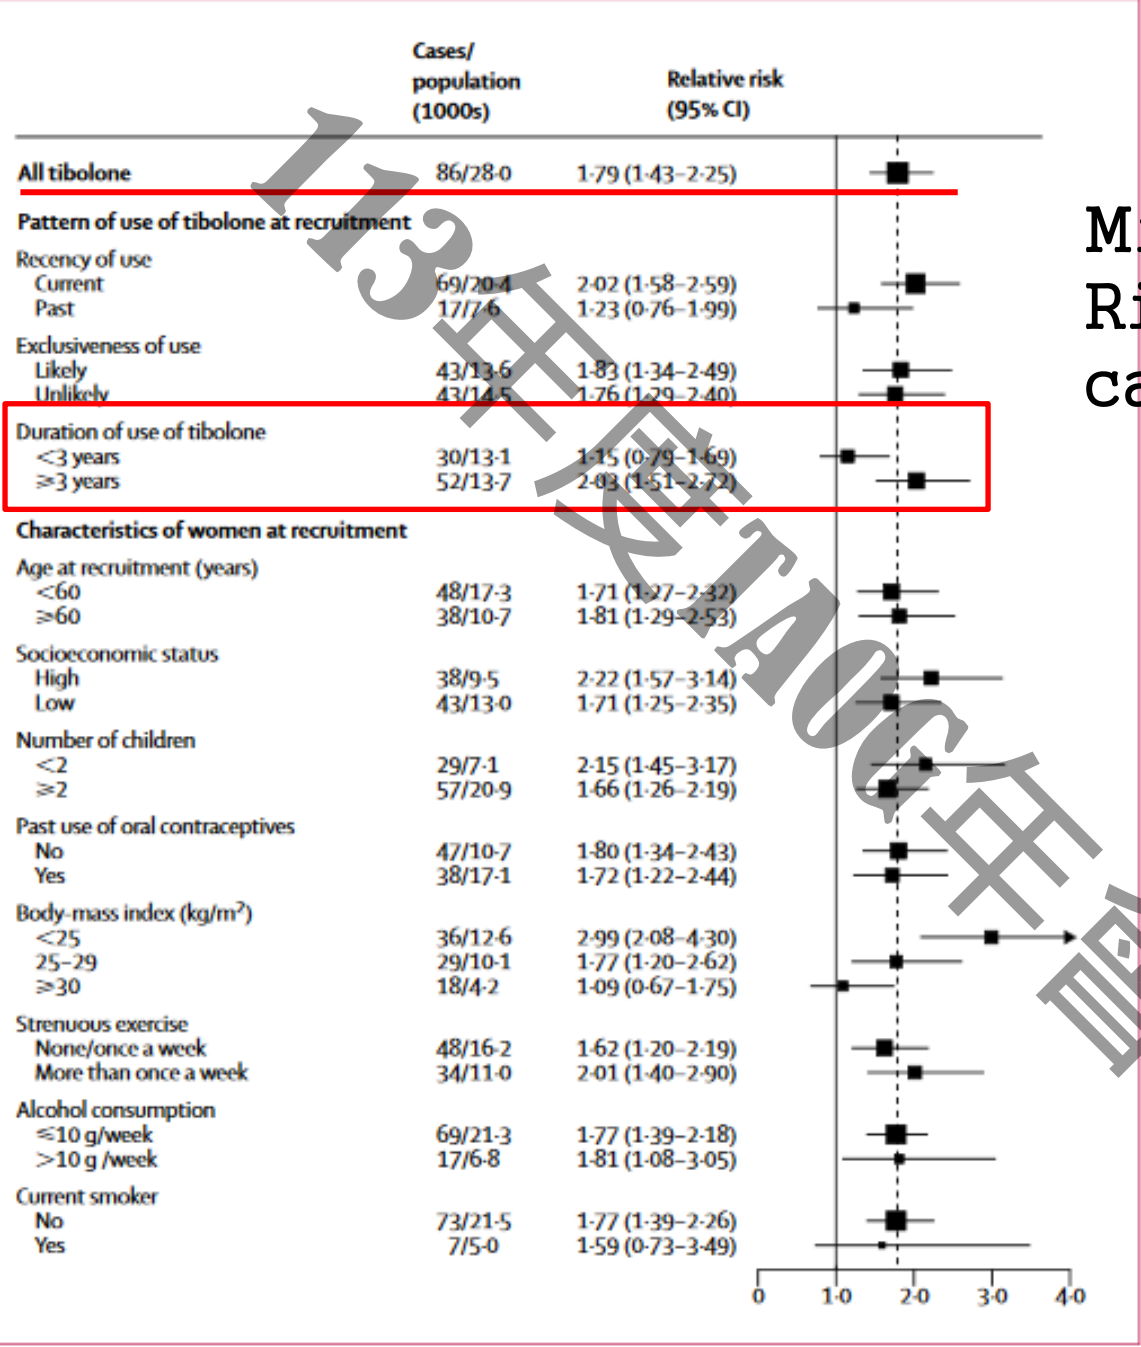 Cases/
population
(1000s)
Relative risk
(95% CI)
All tibolone 86/28·0 1·79 (1·43–2·25)
Pattern of use of tibolone at recruitment
Recency of use
Current 69/20·4 2·02 (1·58–2·59)
Past 17/7·6 1·23 (0·76–1·99)
Exclusiveness of use
Likely 43/13·6 1·83 (1·34–2·49)
Unlikely 43/14·5 1·76 (1·29–2·40)
Duration of use of tibolone
<3 years 30/13·1 1·15 (0·79–1·69)
≥3 years 52/13·7 2·03 (1·51–2·72)
Characteristics of women at recruitment
Age at recruitment (years)
<60 48/17·3 1·71 (1·27–2·32)
≥60 38/10·7 1·81 (1·29–2·53)
Socioeconomic status
High 38/9·5 2·22 (1·57–3·14)
Low 43/13·0 1·71 (1·25–2·35)
Number of children
<2 29/7·1 2·15 (1·45–3·17)
≥2 57/20·9 1·66 (1·26–2·19)
Past use of oral contraceptives
No 47/10·7 1·80 (1·34–2·43)
Yes 38/17·1 1·72 (1·22–2·44)
Body-mass index (kg/m²)
<25 36/12·6 2·99 (2·08–4·30)
25–29 29/10·1 1·77 (1·20–2·62)
≥30 18/4·2 1·09 (0·67–1·75)
Strenuous exercise
None/once a week 48/16·2 1·62 (1·20–2·19)
More than once a week 34/11·0 2·01 (1·40–2·90)
Alcohol consumption
≤10 g/week 69/21·3 1·77 (1·39–2·18)
>10 g /week 17/6·8 1·81 (1·08–3·05)
Current smoker
No 73/21·5 1·77 (1·39–2·26)
Yes 7/5·0 1·59 (0·73–3·49)
0 1·0 2·0 3·0 4·0
113年度TAOG年會
Ri
ca